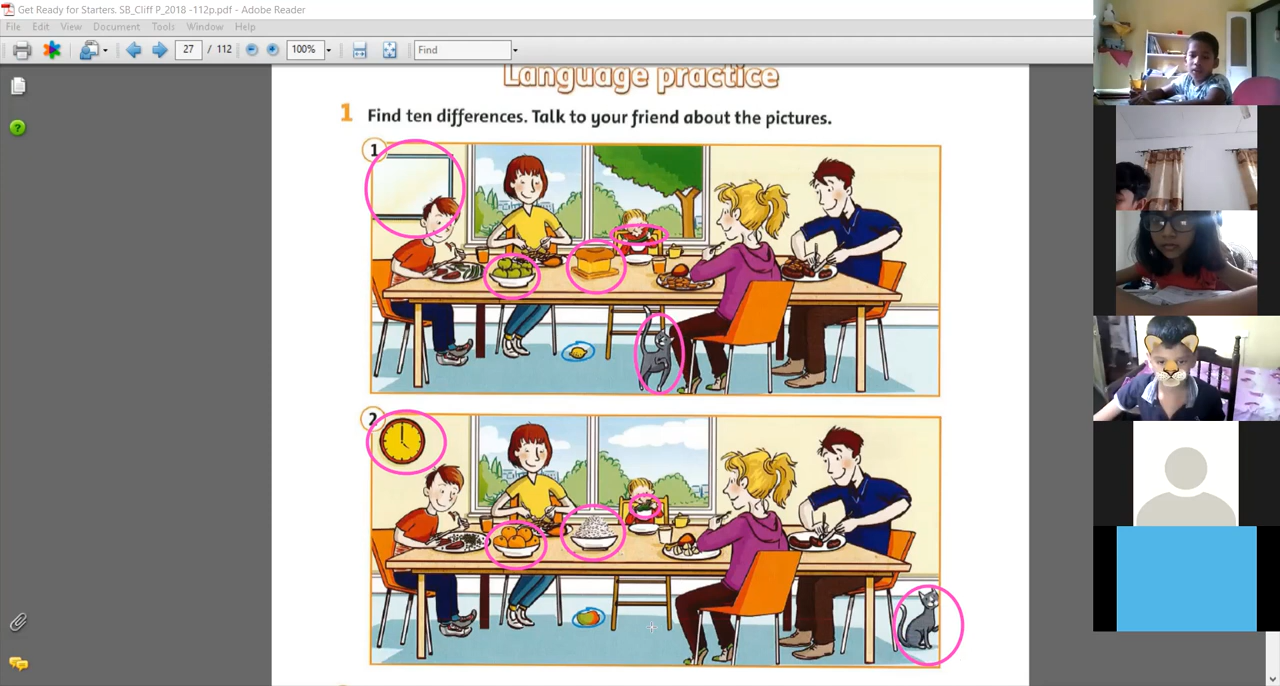 Get Ready for Starters. SB_Cliff P_2018 -112p.pdf - Adobe Reader
File Edit View Document Tools Window Help
27 / 112 100% Find
Language practice
1 Find ten differences. Talk to your friend about the pictures.
1
2